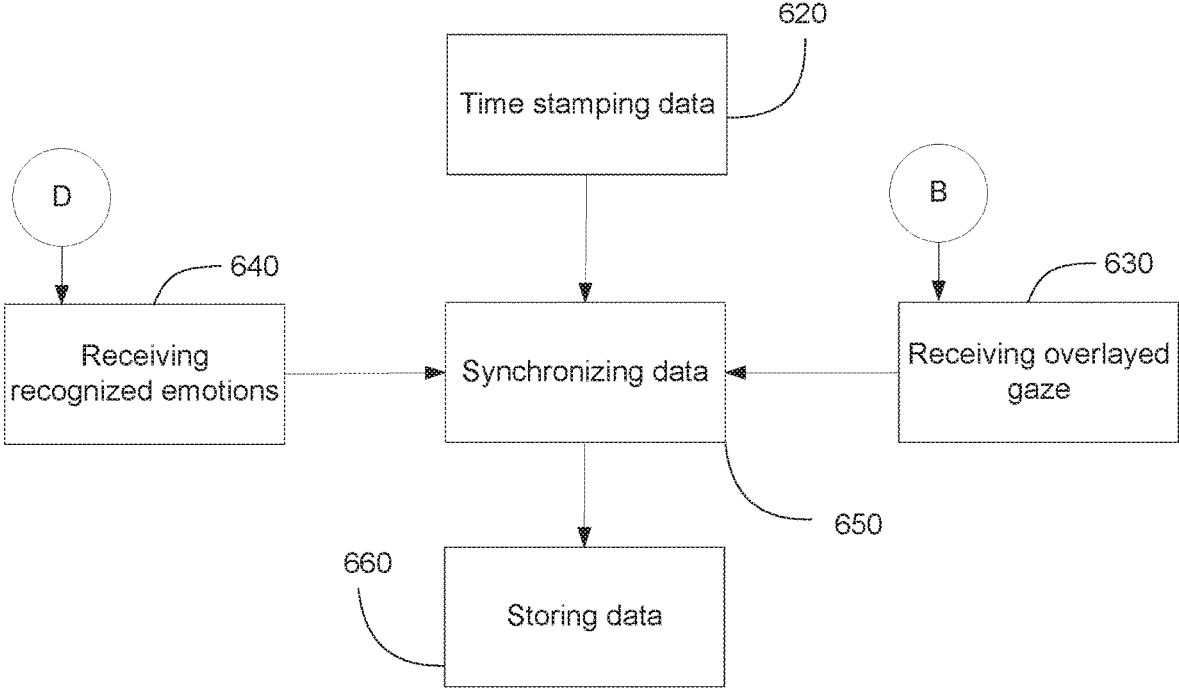 620
Time stamping data
D
B
640
630
Receiving
recognized emotions
Synchronizing data
Receiving overlayed
gaze
650
660
Storing data